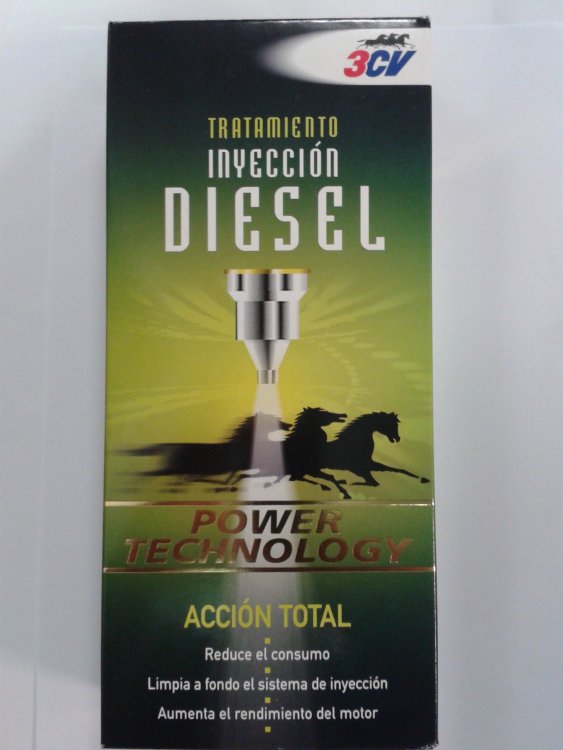 3CV
TRATAMIENTO
INYECCIÓN
DIESEL
POWER
TECHNOLOGY
ACCIÓN TOTAL
Reduce el consumo
Limpia a fondo el sistema de inyección
Aumenta el rendimiento del motor